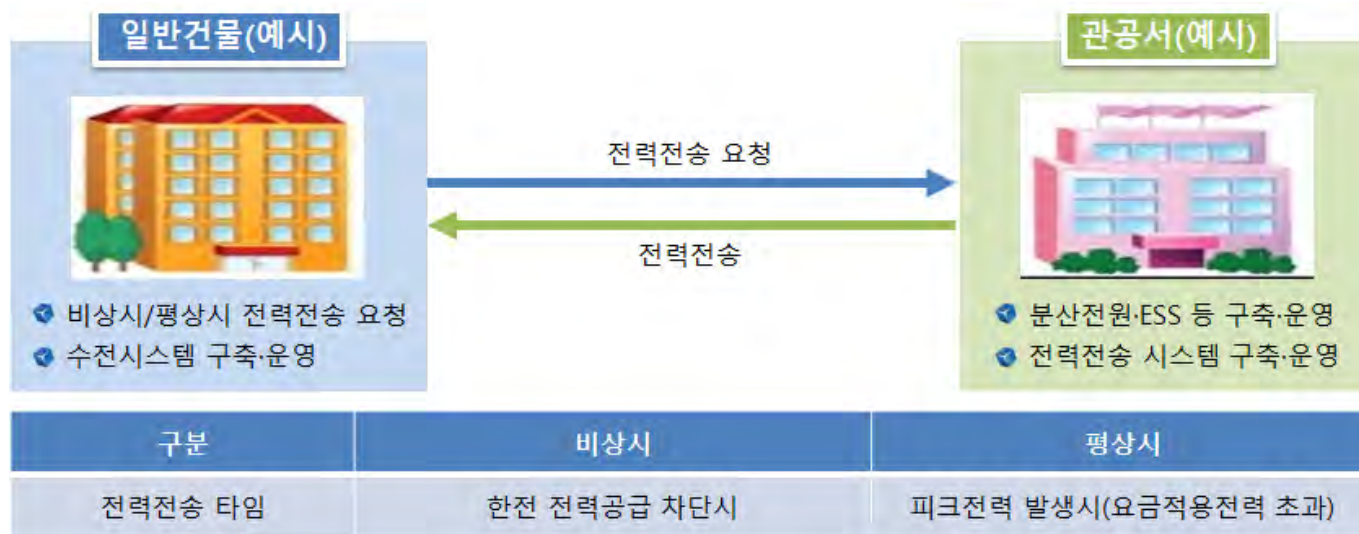 일반건물(예시)
관공서(예시)
전력전송 요청
전력전송
비상시/평상시 전력전송 요청
수전시스템 구축·운영
분산전원·ESS 등 구축·운영
전력전송 시스템 구축·운영
구분 비상시 평상시
전력전송 타임 한전 전력공급 차단시 피크전력 발생시(요금적용전력 초과)